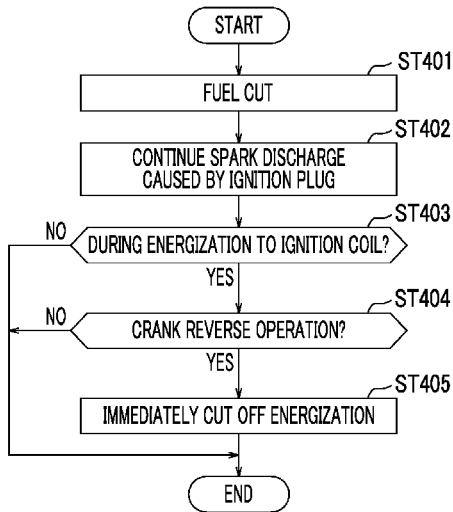 START
ST401
FUEL CUT
ST402
CONTINUE SPARK DISCHARGE
CAUSED BY IGNITION PLUG
ST403
NO
DURING ENERGIZATION TO IGNITION COIL?
YES
ST404
NO
CRANK REVERSE OPERATION?
YES
ST405
IMMEDIATELY CUT OFF ENERGIZATION
END